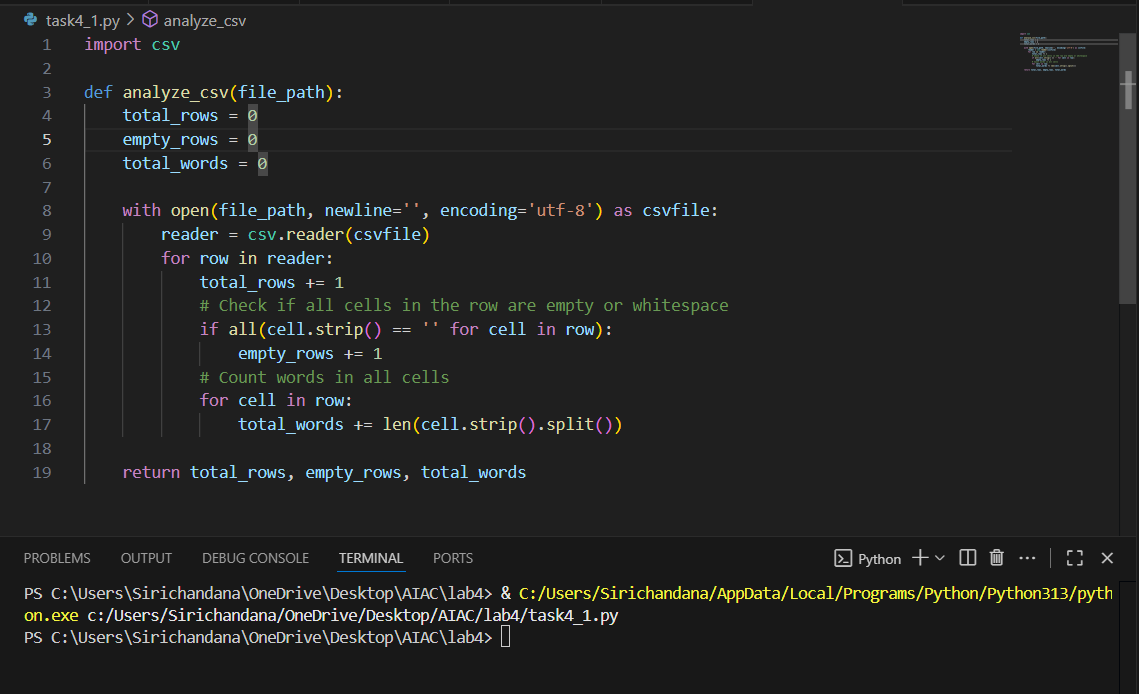 task4_1.py > analyze_csv
1 import csv
2
3 def analyze_csv(file_path):
4     total_rows = 0
5     empty_rows = 0
6     total_words = 0
7
8     with open(file_path, newline='', encoding='utf-8') as csvfile:
9         reader = csv.reader(csvfile)
10         for row in reader:
11             total_rows += 1
12             # Check if all cells in the row are empty or whitespace
13             if all(cell.strip() == '' for cell in row):
14                 empty_rows += 1
15             # Count words in all cells
16             for cell in row:
17                 total_words += len(cell.strip().split())
18
19     return total_rows, empty_rows, total_words
PROBLEMS OUTPUT DEBUG CONSOLE TERMINAL PORTS Python
PS C:\Users\Sirichandana\OneDrive\Desktop\AIAC\lab4> & C:/Users/Sirichandana/AppData/Local/Programs/Python/Python313/pyth
on.exe c:/Users/Sirichandana/OneDrive/Desktop/AIAC/lab4/task4_1.py
PS C:\Users\Sirichandana\OneDrive\Desktop\AIAC\lab4>